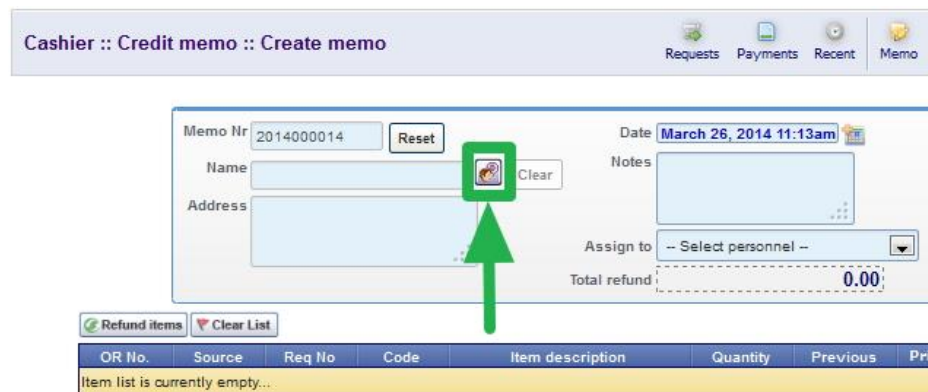 Cashier :: Credit memo :: Create memo
Requests Payments Recent Memo
Memo Nr 2014000014 Reset
Date March 26, 2014 11:13am
Name Clear
Notes
Address
Assign to -- Select personnel --
Total refund 0.00
Refund items Clear List
OR No. Source Req No Code Item description Quantity Previous
Item list is currently empty...